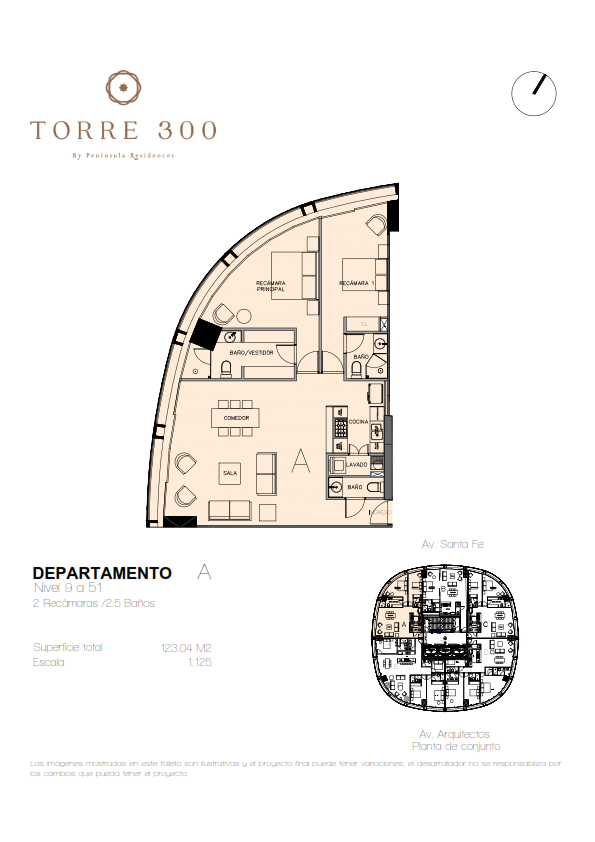 TORRE 300
By Península Residences
RECÁMARA
PRINCIPAL
RECÁMARA 1
CL
BAÑO/VESTIDOR
BAÑO
COMEDOR
COCINA
SALA
A
LAVADO
BAÑO
DEPARTAMENTO A
Nivel 9 a 51
2 Recámaras /2.5 Baños
Superficie total 123.04 M2
Escala 1:125
Av. Santa Fe
B
A
C
Av. Arquitectos
Planta de conjunto
Las imágenes mostradas en este folleto son ilustrativas y el proyecto final puede tener variaciones, el desarrollador no se responsabiliza por
los cambios que pueda tener el proyecto.